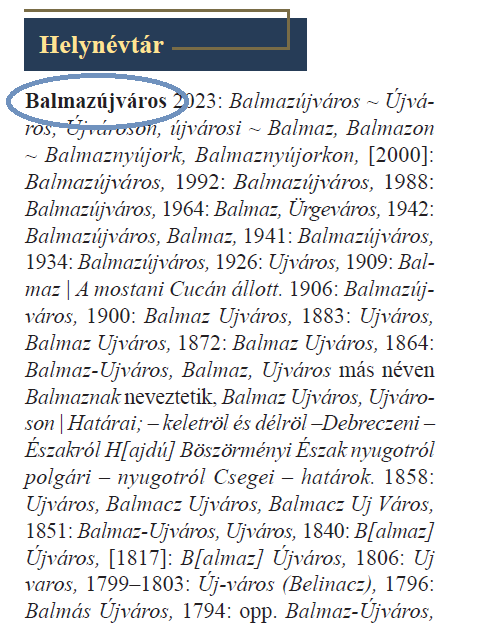 Helynévtár
Balmazújváros 2023: Balmazújváros ~ Újvá-
ros, Újvároson, újvárosi ~ Balmaz, Balmazon
~ Balmaznyújork, Balmaznyújorkon, [2000]:
Balmazújváros, 1992: Balmazújváros, 1988:
Balmazújváros, 1964: Balmaz, Ürgeváros, 1942:
Balmazújváros, Balmaz, 1941: Balmazújváros,
1934: Balmazújváros, 1926: Ujváros, 1909: Bal-
maz | A mostani Cucán állott. 1906: Balmazúj-
város, 1900: Balmaz Ujváros, 1883: Ujváros,
Balmaz Ujváros, 1872: Balmaz Ujváros, 1864:
Balmaz-Ujváros, Balmaz, Ujváros más néven
Balmaznak neveztetik, Balmaz Ujváros, Ujváro-
son | Határai; – keletröl és délröl –Debreczeni –
Északról H[ajdú] Böszörményi Észak nyugotról
polgári – nyugotról Csegei – határok. 1858:
Ujváros, Balmacz Ujváros, Balmacz Uj Város,
1851: Balmaz-Ujváros, Ujváros, 1840: B[almaz]
Újváros, [1817]: B[almaz] Újváros, 1806: Uj
varos, 1799–1803: Új-város (Belinacz), 1796:
Balmás Újváros, 1794: opp. Balmaz-Újváros,